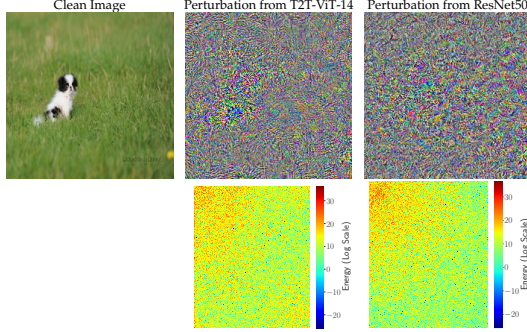 Clean Image
Perturbation from T2T-ViT-14
Perturbation from ResNet50
30
20
10
0
−10
−20
Energy (Log Scale)
30
20
10
0
−10
−20
Energy (Log Scale)